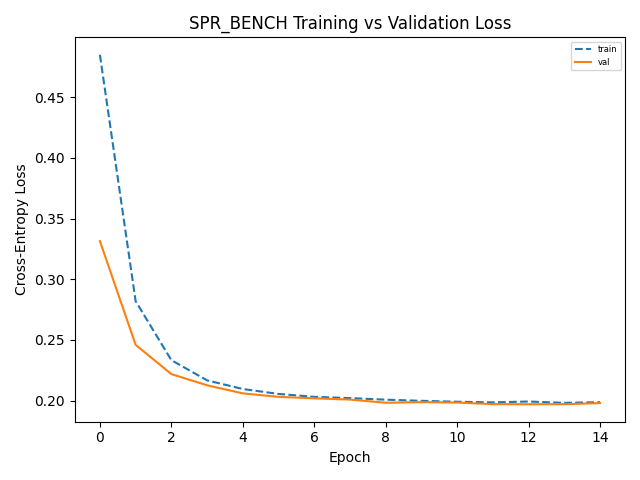 SPR_BENCH Training vs Validation Loss
train
val
Cross-Entropy Loss
0.45
0.40
0.35
0.30
0.25
0.20
0 2 4 6 8 10 12 14
Epoch